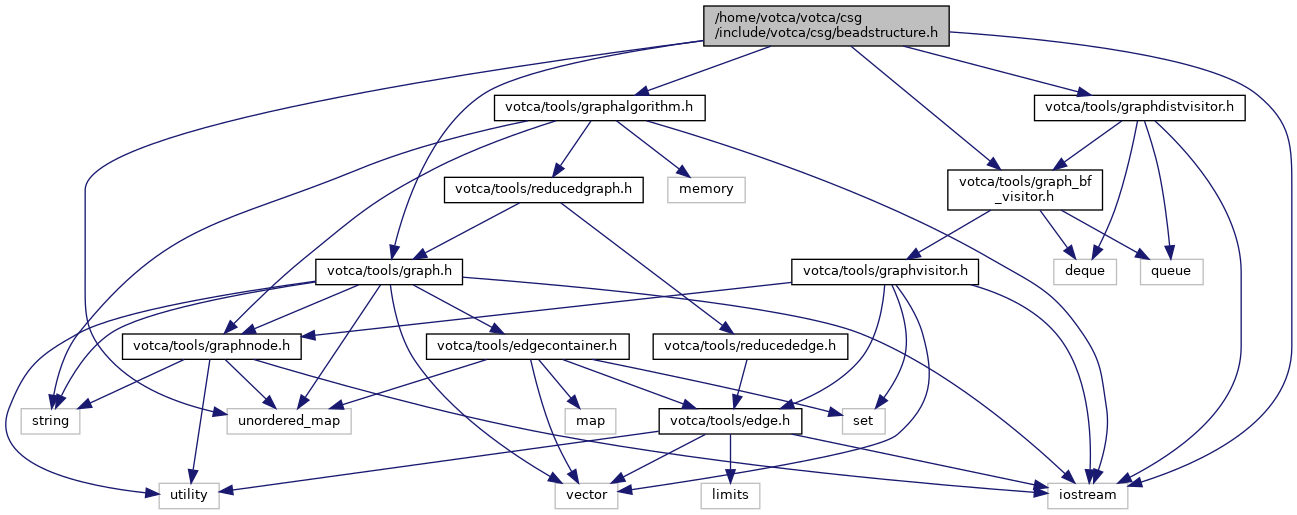 /home/votca/votca/csg
/include/votca/csg/beadstructure.h
votca/tools/graphalgorithm.h
votca/tools/graphdistvisitor.h
votca/tools/reducedgraph.h
memory
votca/tools/graph_bf
_visitor.h
votca/tools/graph.h
votca/tools/graphvisitor.h
deque
queue
votca/tools/graphnode.h
votca/tools/edgecontainer.h
votca/tools/reducededge.h
string
unordered_map
map
votca/tools/edge.h
set
utility
vector
limits
iostream